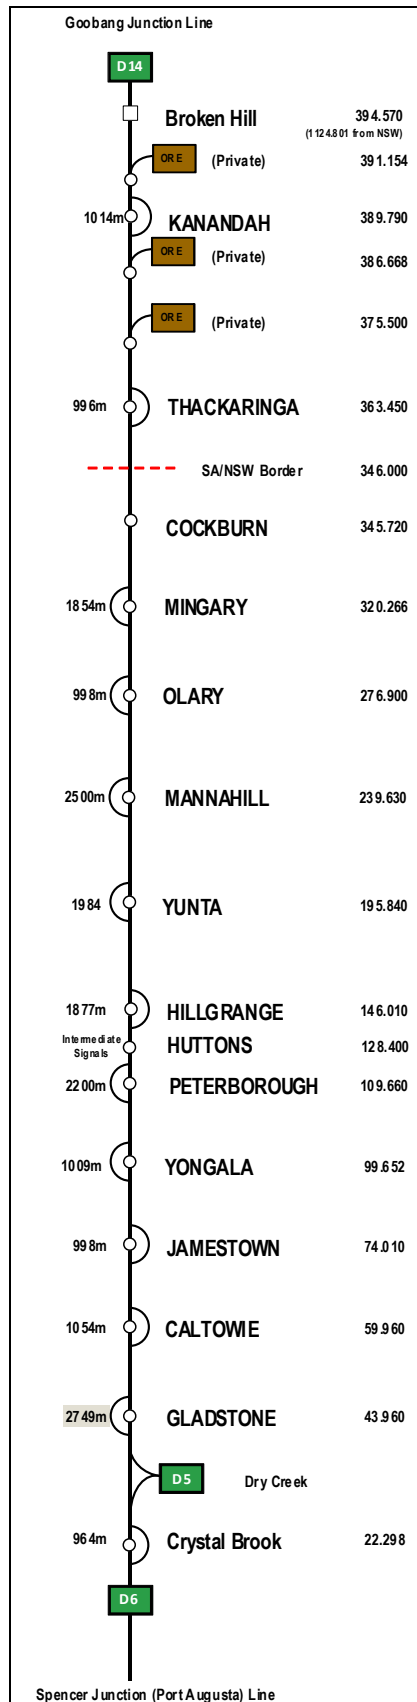 Goobang Junction Line
D14
Broken Hill 394.570
(1124.801 from NSW)
ORE (Private) 391.154
1014m KANANDAH 389.790
ORE (Private) 386.668
ORE (Private) 375.500
996m THACKARINGA 363.450
SA/NSW Border 346.000
COCKBURN 345.720
1854m MINGARY 320.266
998m OLARY 276.900
2500m MANNAHILL 239.630
1984 YUNTA 195.840
1877m HILLGRANGE 146.010
Intermediate Signals HUTTONS 128.400
2200m PETERBOROUGH 109.660
1009m YONGALA 99.652
998m JAMESTOWN 74.010
1054m CALTOWIE 59.960
2749m GLADSTONE 43.960
D5 Dry Creek
964m Crystal Brook 22.298
D6
Spencer Junction (Port Augusta) Line